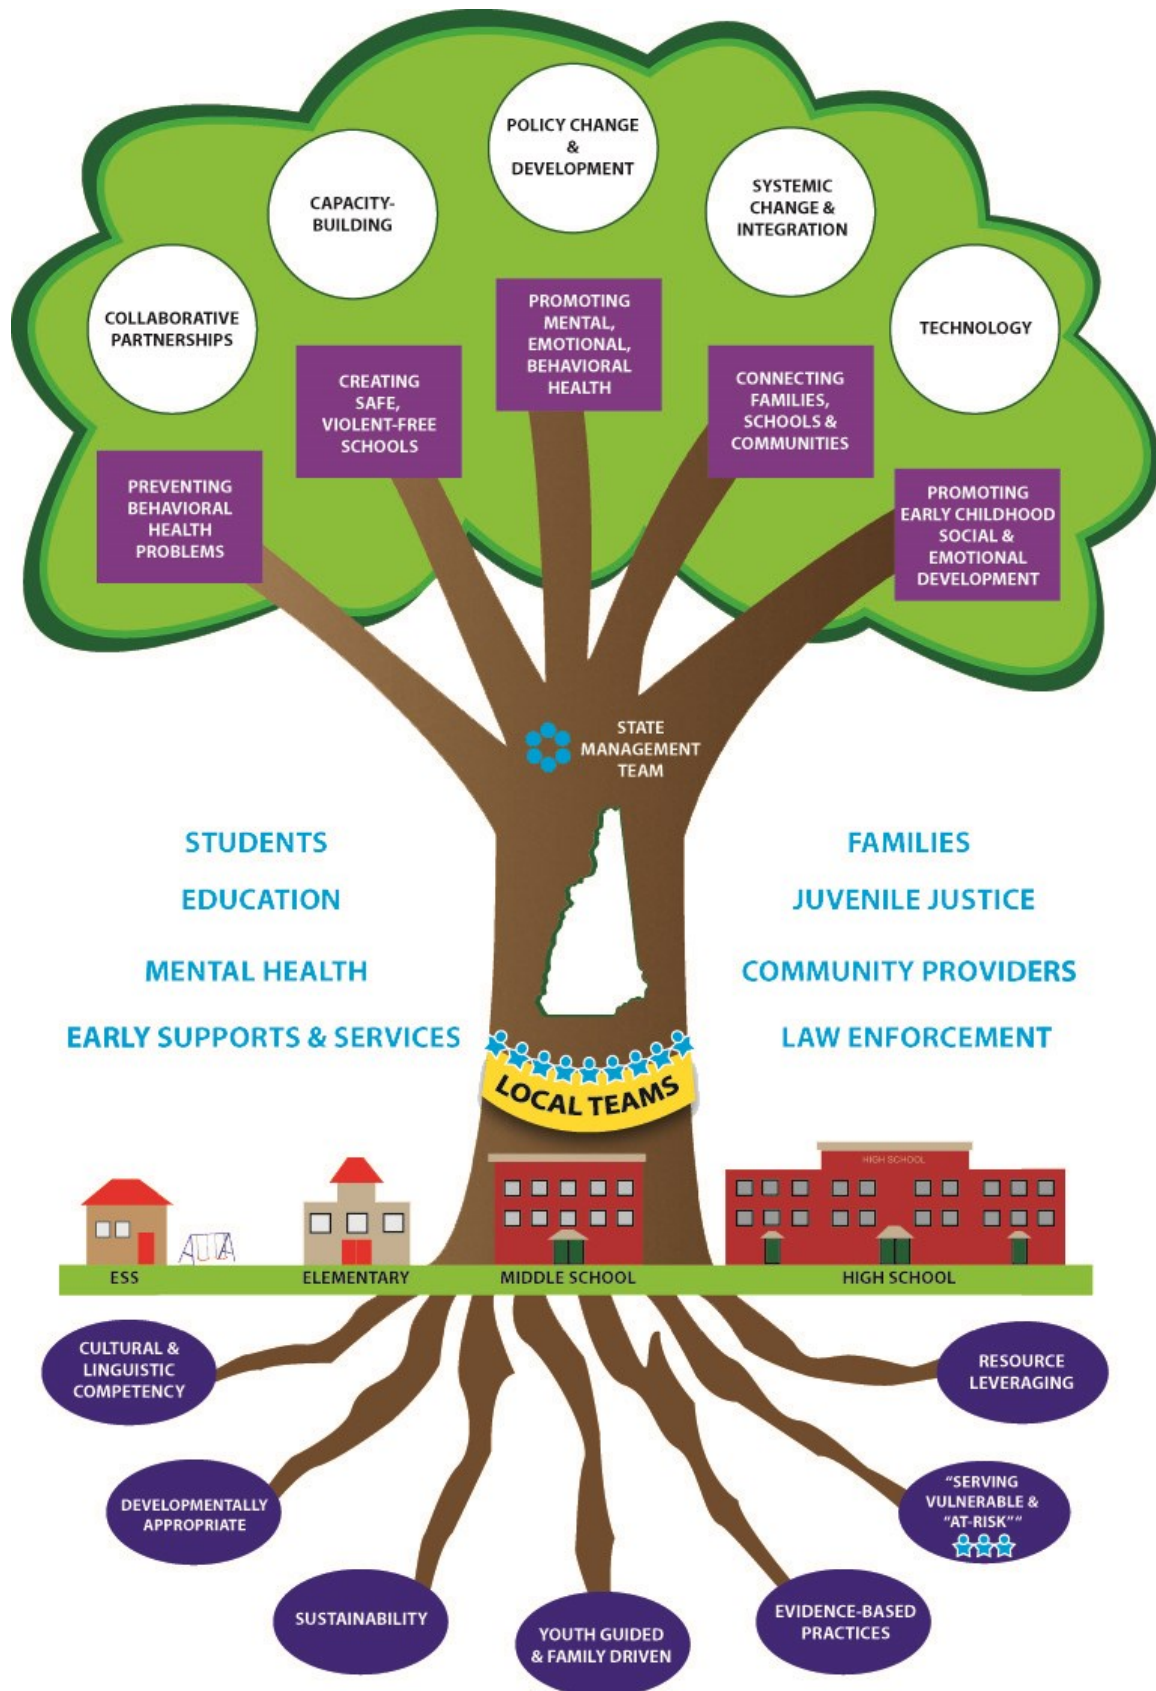 POLICY CHANGE
&
DEVELOPMENT
CAPACITY-
BUILDING
SYSTEMIC
CHANGE &
INTEGRATION
COLLABORATIVE
PARTNERSHIPS
TECHNOLOGY
PROMOTING
MENTAL,
EMOTIONAL,
BEHAVIORAL
HEALTH
CREATING
SAFE,
VIOLENT-FREE
SCHOOLS
CONNECTING
FAMILIES,
SCHOOLS &
COMMUNITIES
PREVENTING
BEHAVIORAL
HEALTH
PROBLEMS
PROMOTING
EARLY CHILDHOOD
SOCIAL &
EMOTIONAL
DEVELOPMENT
STATE
MANAGEMENT
TEAM
STUDENTS
EDUCATION
MENTAL HEALTH
EARLY SUPPORTS & SERVICES
FAMILIES
JUVENILE JUSTICE
COMMUNITY PROVIDERS
LAW ENFORCEMENT
LOCAL TEAMS
HIGH SCHOOL
ESS
ELEMENTARY
MIDDLE SCHOOL
HIGH SCHOOL
CULTURAL &
LINGUISTIC
COMPETENCY
RESOURCE
LEVERAGING
DEVELOPMENTALLY
APPROPRIATE
"SERVING
VULNERABLE &
"AT-RISK""
SUSTAINABILITY
YOUTH GUIDED
& FAMILY DRIVEN
EVIDENCE-BASED
PRACTICES